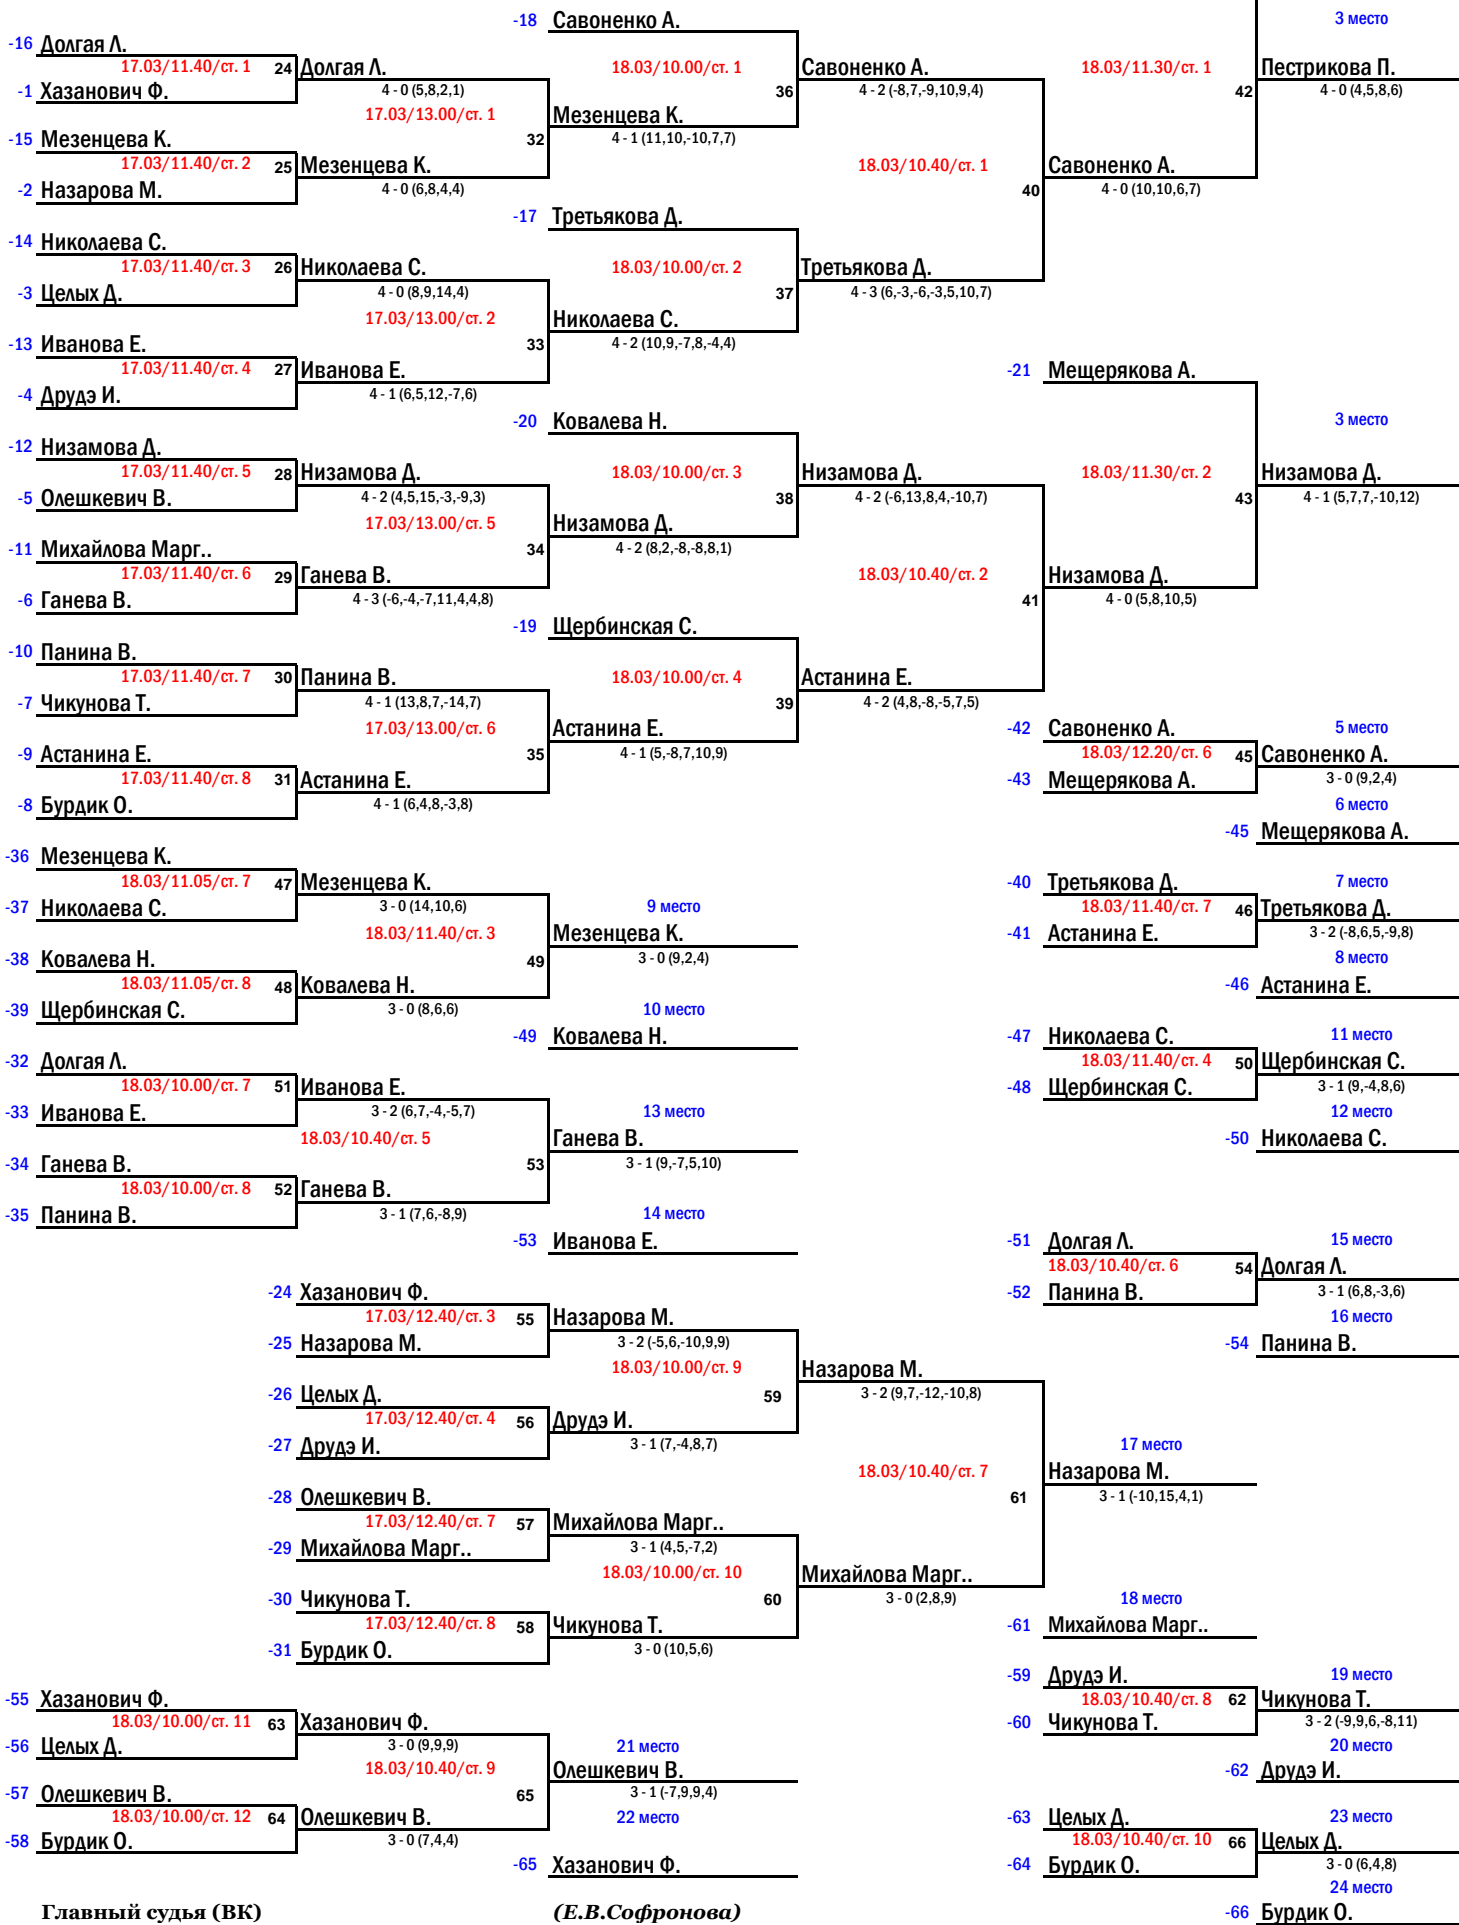 -18 Савоненко А. 3 место
-16 Долгая Л.
17.03/11.40/ст. 1 24 Долгая Л. 18.03/10.00/ст. 1 Савоненко А. 18.03/11.30/ст. 1 Пестрикова П.
-1 Хазанович Ф. 4 - 0 (5,8,2,1) 36 4 - 2 (-8,7,-9,10,9,4) 42 4 - 0 (4,5,8,6)
17.03/13.00/ст. 1 Мезенцева К.
-15 Мезенцева К. 32 4 - 1 (11,10,-10,7,7)
17.03/11.40/ст. 2 25 Мезенцева К. 18.03/10.40/ст. 1 Савоненко А.
-2 Назарова М. 4 - 0 (6,8,4,4) 40 4 - 0 (10,10,6,7)
-17 Третьякова Д.
-14 Николаева С.
17.03/11.40/ст. 3 26 Николаева С. 18.03/10.00/ст. 2 Третьякова Д.
-3 Целых Д. 4 - 0 (8,9,14,4) 37 4 - 3 (6,-3,-6,-3,5,10,7)
17.03/13.00/ст. 2 Николаева С.
-13 Иванова Е. 33 4 - 2 (10,9,-7,8,-4,4)
17.03/11.40/ст. 4 27 Иванова Е. -21 Мещерякова А.
-4 Друдэ И. 4 - 1 (6,5,12,-7,6)
-20 Ковалева Н. 3 место
-12 Низамова Д.
17.03/11.40/ст. 5 28 Низамова Д. 18.03/10.00/ст. 3 Низамова Д. 18.03/11.30/ст. 2 Низамова Д.
-5 Олешкевич В. 4 - 2 (4,5,15,-3,-9,3) 38 4 - 2 (-6,13,8,4,-10,7) 43 4 - 1 (5,7,7,-10,12)
17.03/13.00/ст. 5 Низамова Д.
-11 Михайлова Марг.. 34 4 - 2 (8,2,-8,-8,8,1)
17.03/11.40/ст. 6 29 Ганева В. 18.03/10.40/ст. 2 Низамова Д.
-6 Ганева В. 4 - 3 (-6,-4,-7,11,4,4,8) 41 4 - 0 (5,8,10,5)
-19 Щербинская С.
-10 Панина В.
17.03/11.40/ст. 7 30 Панина В. 18.03/10.00/ст. 4 Астанина Е.
-7 Чикунова Т. 4 - 1 (13,8,7,-14,7) 39 4 - 2 (4,8,-8,-5,7,5)
17.03/13.00/ст. 6 Астанина Е. -42 Савоненко А. 5 место
-9 Астанина Е. 35 4 - 1 (5,-8,7,10,9) 18.03/12.20/ст. 6 45 Савоненко А.
17.03/11.40/ст. 8 31 Астанина Е. -43 Мещерякова А. 3 - 0 (9,2,4)
-8 Бурдик О. 4 - 1 (6,4,8,-3,8) 6 место
-45 Мещерякова А.
-36 Мезенцева К.
18.03/11.05/ст. 7 47 Мезенцева К. -40 Третьякова Д. 7 место
-37 Николаева С. 3 - 0 (14,10,6) 9 место 18.03/11.40/ст. 7 46 Третьякова Д.
18.03/11.40/ст. 3 Мезенцева К. -41 Астанина Е. 3 - 2 (-8,6,5,-9,8)
-38 Ковалева Н. 49 3 - 0 (9,2,4) 8 место
18.03/11.05/ст. 8 48 Ковалева Н. -46 Астанина Е.
-39 Щербинская С. 3 - 0 (8,6,6) 10 место
-49 Ковалева Н. -47 Николаева С. 11 место
-32 Долгая Л. 18.03/11.40/ст. 4 50 Щербинская С.
18.03/10.00/ст. 7 51 Иванова Е. -48 Щербинская С. 3 - 1 (9,-4,8,6)
-33 Иванова Е. 3 - 2 (6,7,-4,-5,7) 13 место 12 место
18.03/10.40/ст. 5 Ганева В. -50 Николаева С.
-34 Ганева В. 53 3 - 1 (9,-7,5,10)
18.03/10.00/ст. 8 52 Ганева В.
-35 Панина В. 3 - 1 (7,6,-8,9) 14 место
-53 Иванова Е. -51 Долгая Л. 15 место
18.03/10.40/ст. 6 54 Долгая Л.
-24 Хазанович Ф. -52 Панина В. 3 - 1 (6,8,-3,6)
17.03/12.40/ст. 3 55 Назарова М. 16 место
-25 Назарова М. 3 - 2 (-5,6,-10,9,9) -54 Панина В.
18.03/10.00/ст. 9 Назарова М.
-26 Целых Д. 59 3 - 2 (9,7,-12,-10,8)
17.03/12.40/ст. 4 56 Друдэ И.
-27 Друдэ И. 3 - 1 (7,-4,8,7) 17 место
18.03/10.40/ст. 7 Назарова М.
-28 Олешкевич В. 61 3 - 1 (-10,15,4,1)
17.03/12.40/ст. 7 57 Михайлова Марг..
-29 Михайлова Марг.. 3 - 1 (4,5,-7,2)
18.03/10.00/ст. 10 Михайлова Марг..
-30 Чикунова Т. 60 3 - 0 (2,8,9) 18 место
17.03/12.40/ст. 8 58 Чикунова Т. -61 Михайлова Марг..
-31 Бурдик О. 3 - 0 (10,5,6)
-59 Друдэ И. 19 место
-55 Хазанович Ф. 18.03/10.40/ст. 8 62 Чикунова Т.
18.03/10.00/ст. 11 63 Хазанович Ф. -60 Чикунова Т. 3 - 2 (-9,9,6,-8,11)
-56 Целых Д. 3 - 0 (9,9,9) 21 место 20 место
18.03/10.40/ст. 9 Олешкевич В. -62 Друдэ И.
-57 Олешкевич В. 65 3 - 1 (-7,9,9,4)
18.03/10.00/ст. 12 64 Олешкевич В. 22 место -63 Целых Д. 23 место
-58 Бурдик О. 3 - 0 (7,4,4) 18.03/10.40/ст. 10 66 Целых Д.
-65 Хазанович Ф. -64 Бурдик О. 3 - 0 (6,4,8)
24 место
Главный судья (ВК) (Е.В.Софронова) -66 Бурдик О.